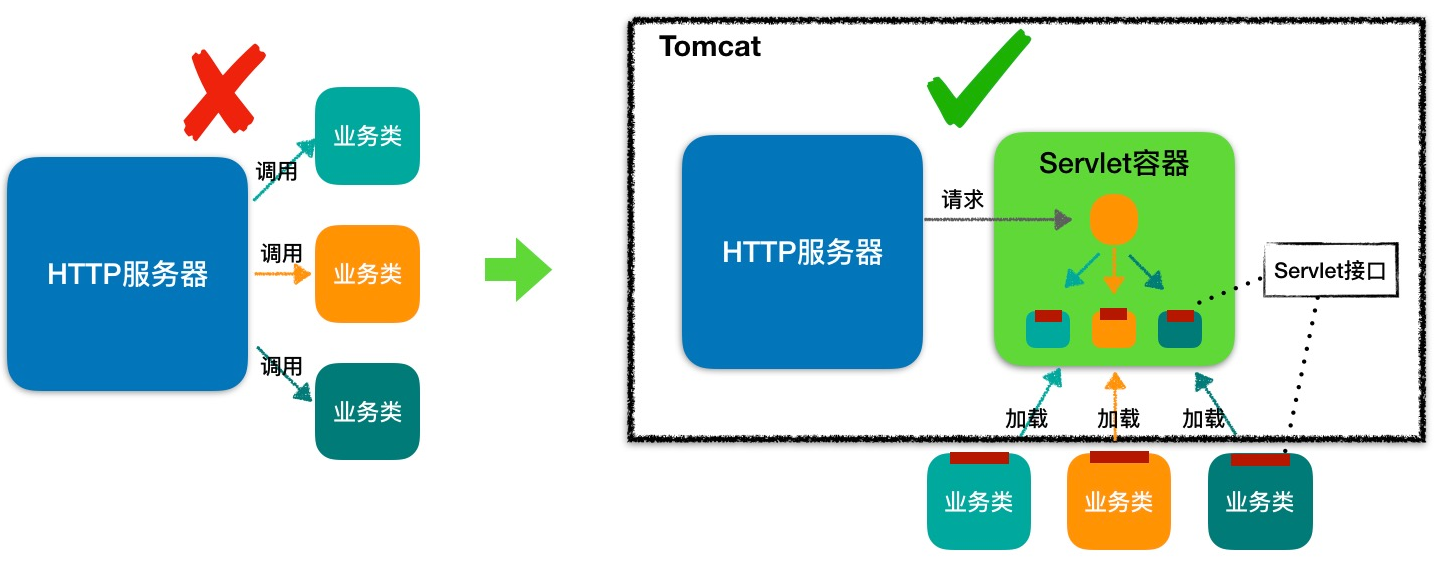 调用
业务类
HTTP服务器
调用
业务类
调用
业务类
Tomcat
HTTP服务器
请求
Servlet容器
Servlet接口
加载
加载
加载
业务类
业务类
业务类